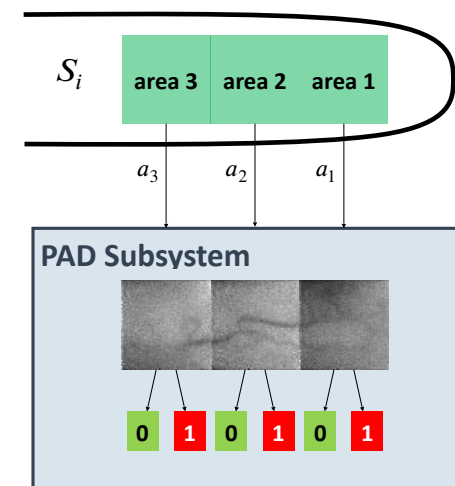 S_i
area 3 area 2 area 1
a_3 a_2 a_1
PAD Subsystem
0 1 0 1 0 1